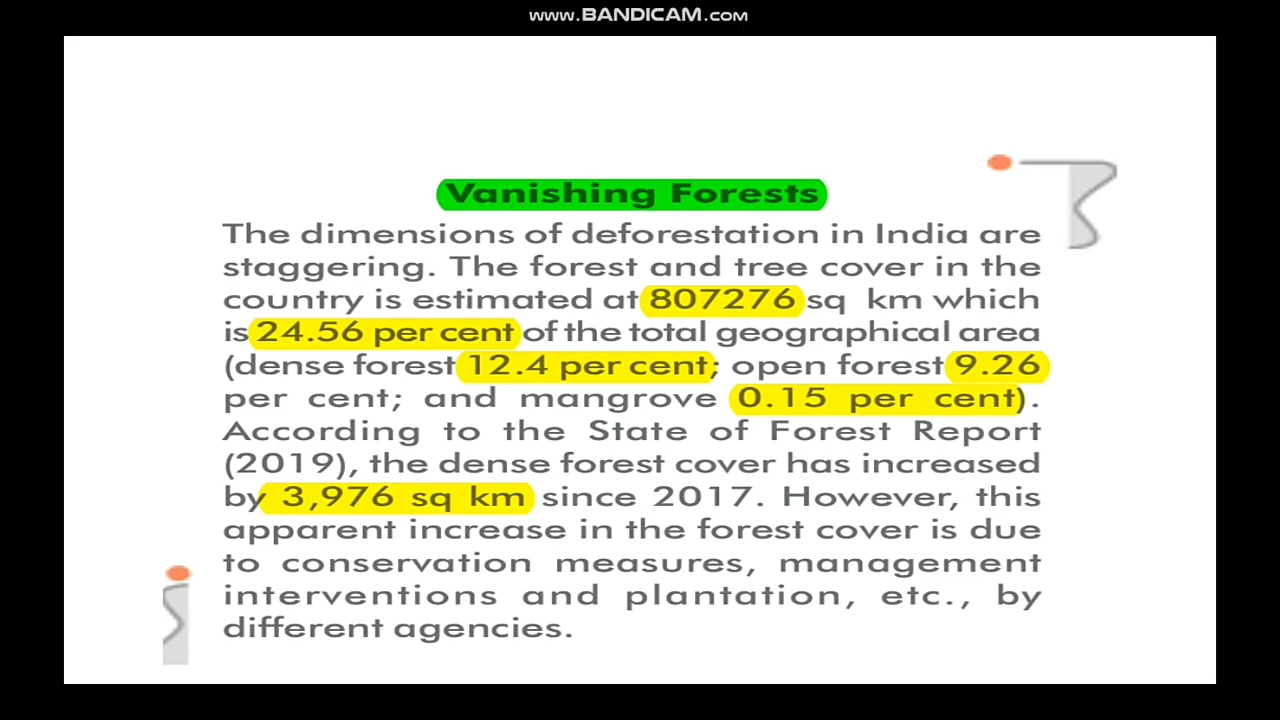 www.BANDICAM.com
Vanishing Forests
The dimensions of deforestation in India are
staggering. The forest and tree cover in the
country is estimated at 807276 sq km which
is 24.56 per cent of the total geographical area
(dense forest 12.4 per cent; open forest 9.26
per cent; and mangrove 0.15 per cent).
According to the State of Forest Report
(2019), the dense forest cover has increased
by 3,976 sq km since 2017. However, this
apparent increase in the forest cover is due
to conservation measures, management
interventions and plantation, etc., by
different agencies.